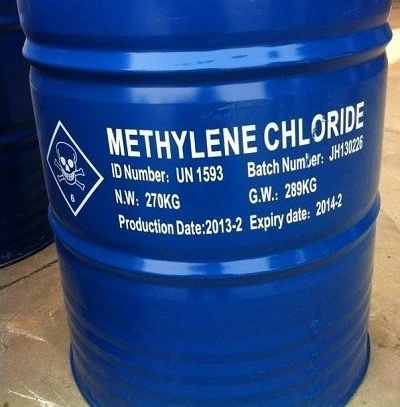 METHYLENE CHLORIDE
ID Number: UN 1593 Batch Number: JH130226
N.W.: 270KG G.W.: 289KG
Production Date:2013-2 Expiry date: 2014-2
6